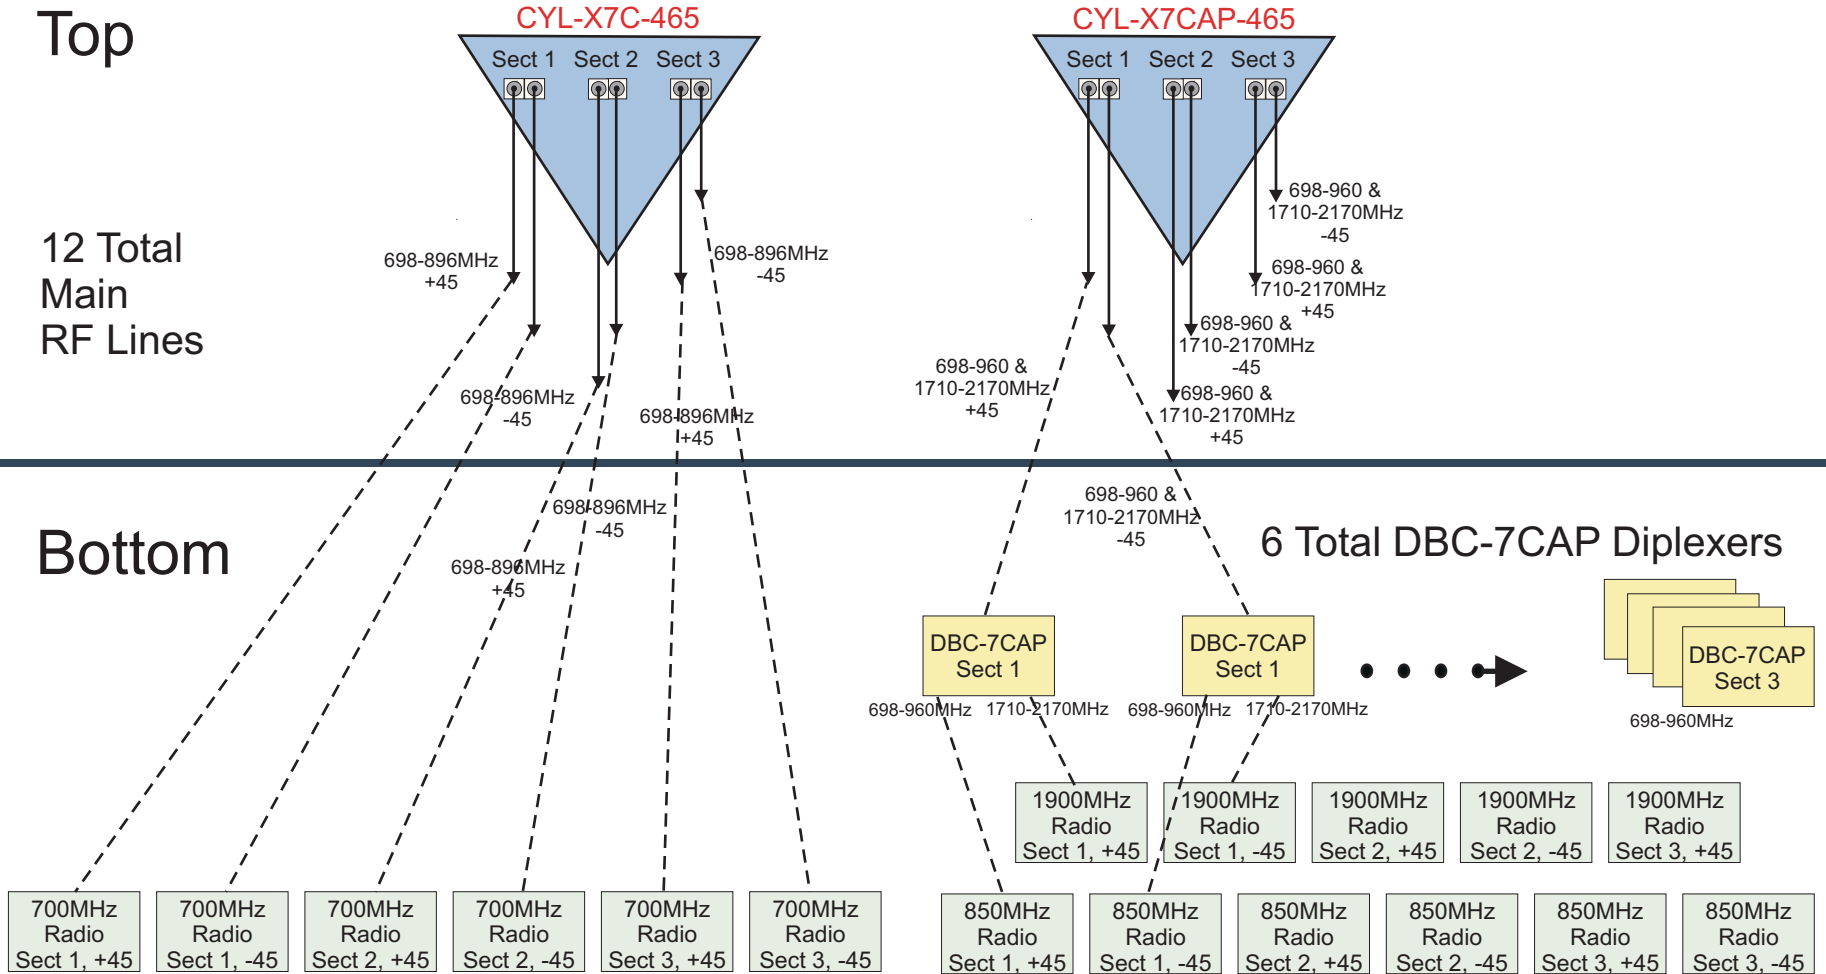 Top
CYL-X7C-465
CYL-X7CAP-465
Sect 1
Sect 2
Sect 3
Sect 1
Sect 2
Sect 3
12 Total
Main
RF Lines
698-896MHz
+45
698-896MHz
-45
698-896MHz
-45
698-896MHz
+45
698-896MHz
-45
698-896MHz
+45
698-960 &
1710-2170MHz
-45
698-960 &
1710-2170MHz
+45
698-960 &
1710-2170MHz
-45
698-960 &
1710-2170MHz
+45
698-960 &
1710-2170MHz
+45
698-960 &
1710-2170MHz
-45
Bottom
6 Total DBC-7CAP Diplexers
DBC-7CAP
Sect 1
DBC-7CAP
Sect 1
DBC-7CAP
Sect 3
698-960MHz
1710-2170MHz
698-960MHz
1710-2170MHz
698-960MHz
1900MHz
Radio
Sect 1, +45
1900MHz
Radio
Sect 1, -45
1900MHz
Radio
Sect 2, +45
1900MHz
Radio
Sect 2, -45
1900MHz
Radio
Sect 3, +45
700MHz
Radio
Sect 1, +45
700MHz
Radio
Sect 1, -45
700MHz
Radio
Sect 2, +45
700MHz
Radio
Sect 2, -45
700MHz
Radio
Sect 3, +45
700MHz
Radio
Sect 3, -45
850MHz
Radio
Sect 1, +45
850MHz
Radio
Sect 1, -45
850MHz
Radio
Sect 2, +45
850MHz
Radio
Sect 2, -45
850MHz
Radio
Sect 3, +45
850MHz
Radio
Sect 3, -45